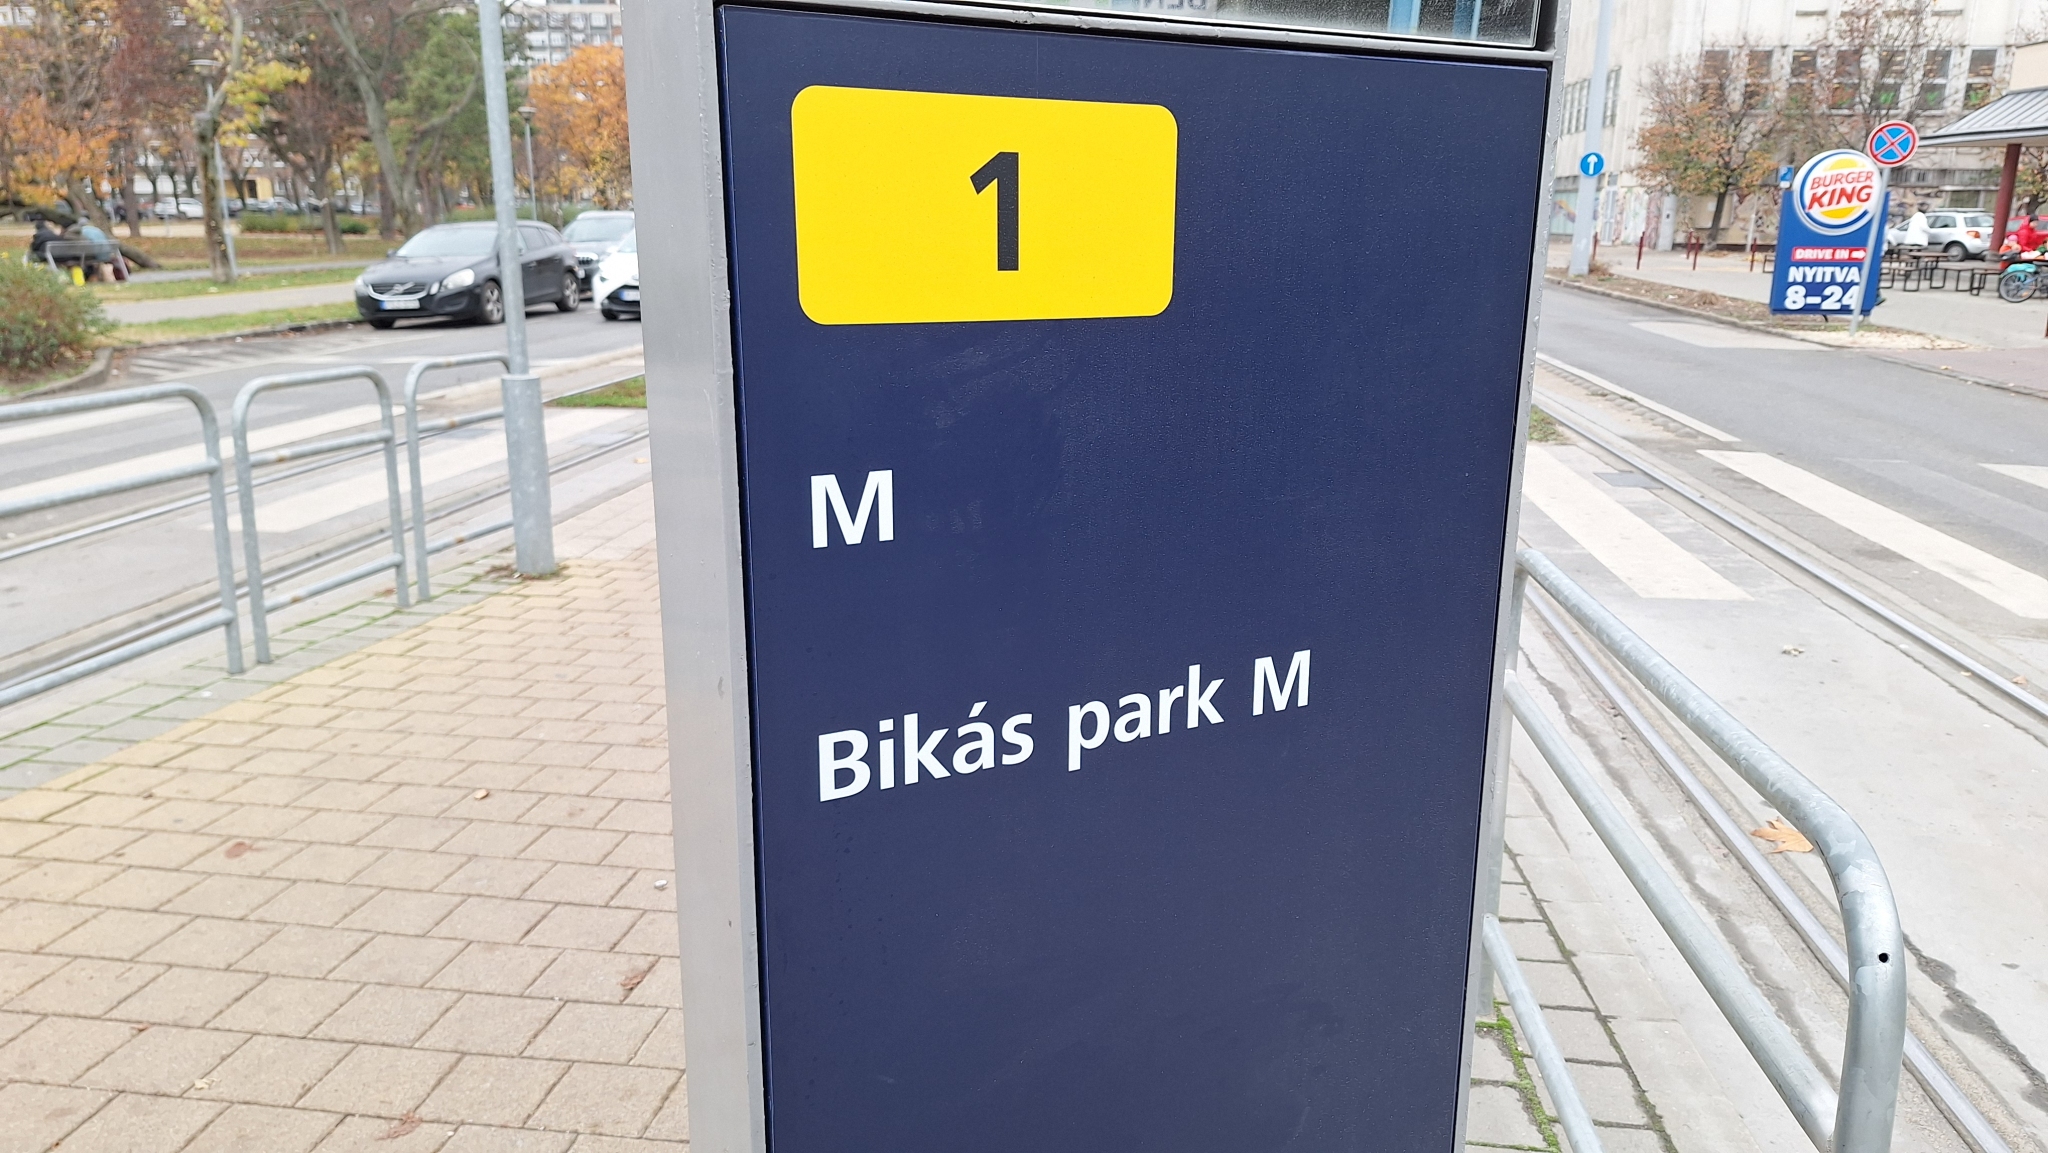 1
M
Bikás park M
BURGER
KING
DRIVE IN
NYITVA
8-24